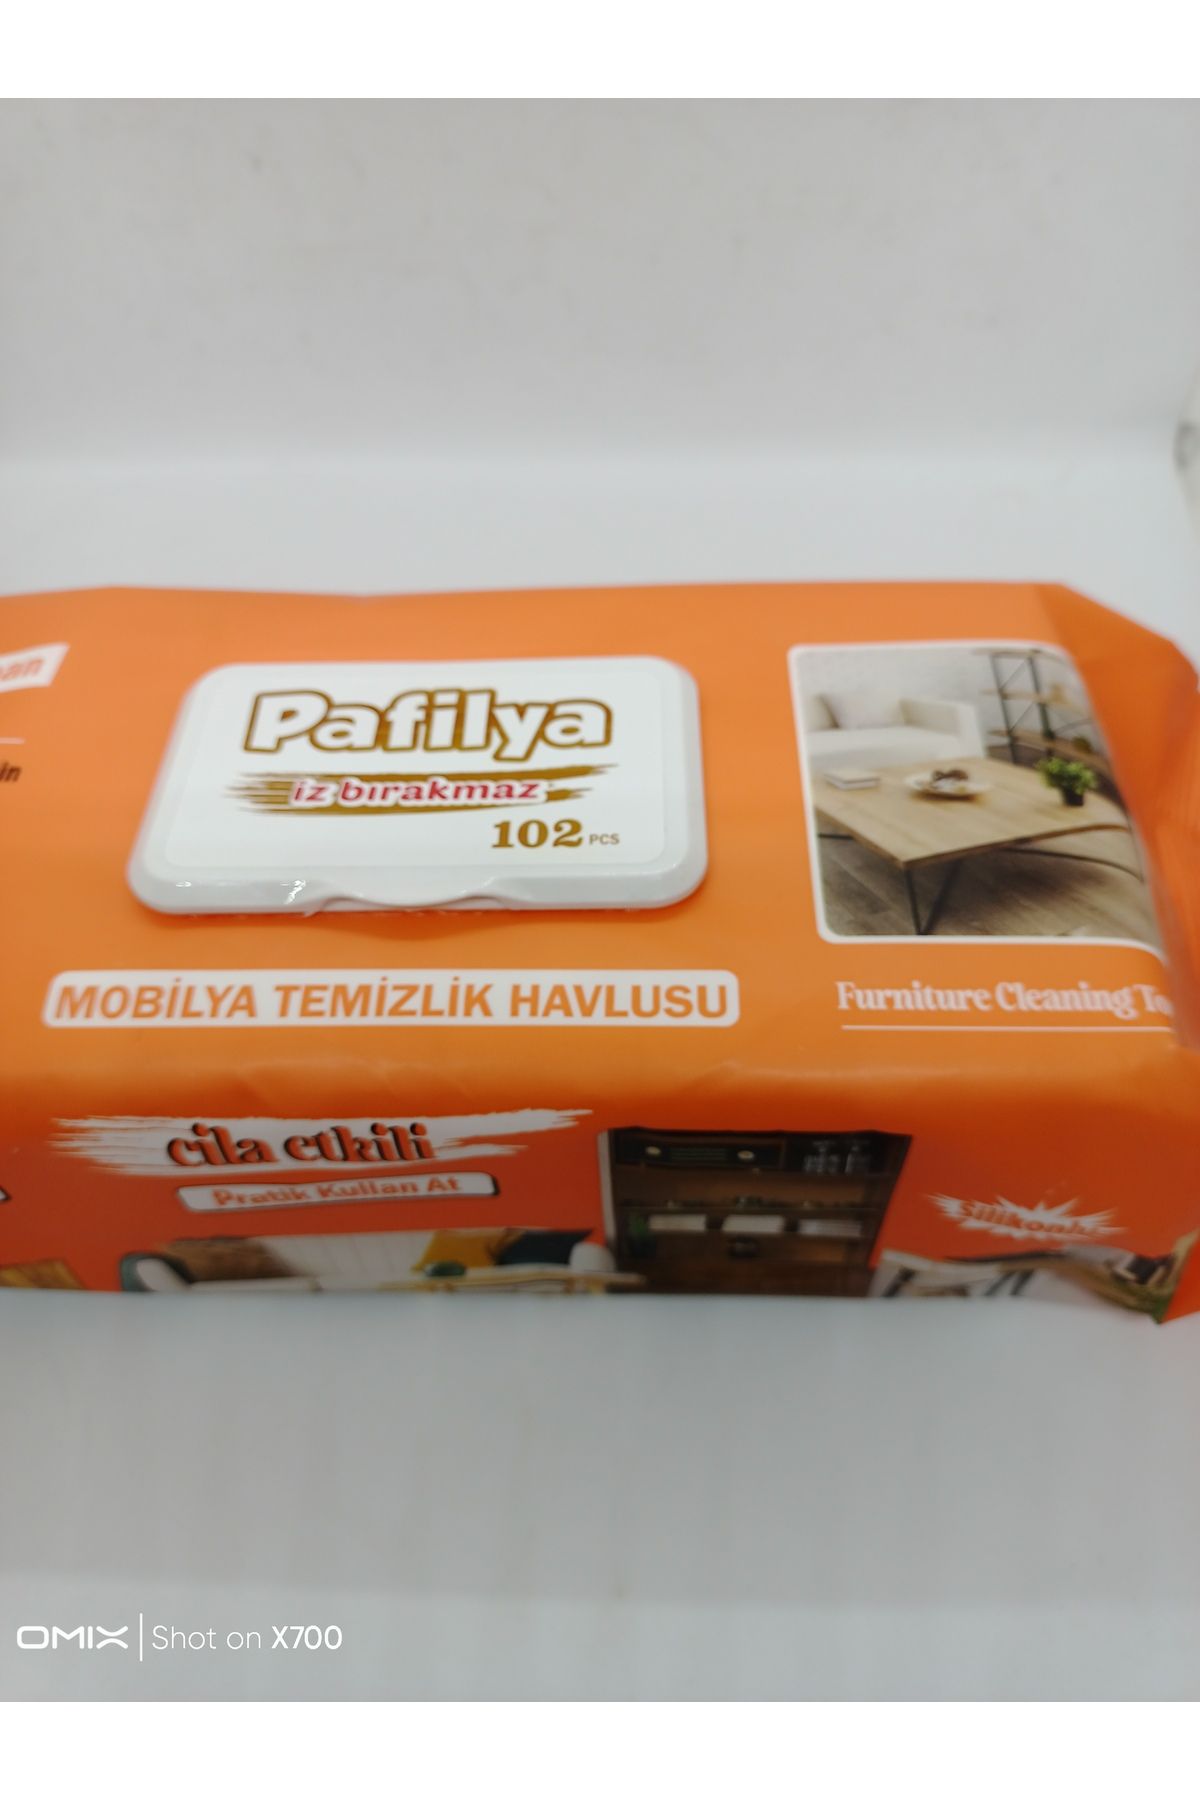 Pafilya
iz bırakmaz
102 PCS
MOBİLYA TEMİZLİK HAVLUSU
Furniture Cleaning
cila etkili
Pratik Kullan At
OMIX | Shot on X700